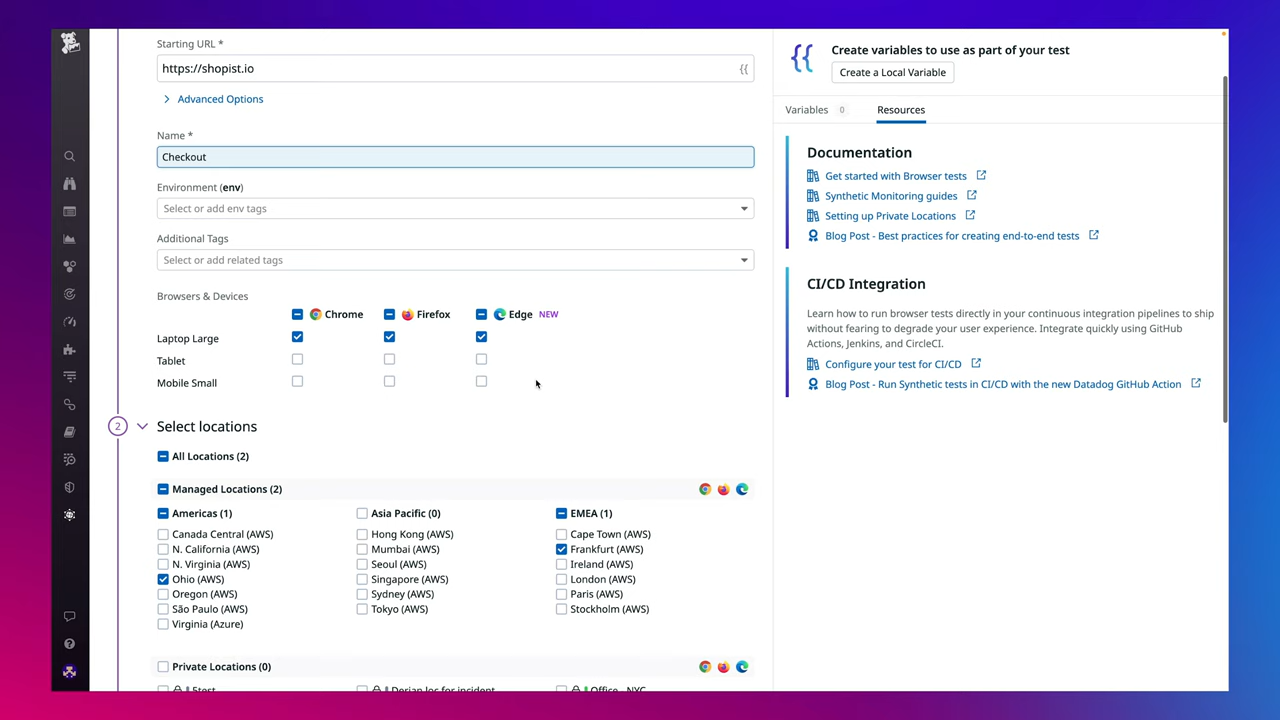 Starting URL *
https://shopist.io {{
Advanced Options
Name *
Checkout
Environment (env)
Select or add env tags
Additional Tags
Select or add related tags
Browsers & Devices
Chrome Firefox Edge NEW
Laptop Large
Tablet
Mobile Small
2 Select locations
All Locations (2)
Managed Locations (2)
Americas (1) Asia Pacific (0) EMEA (1)
Canada Central (AWS) Hong Kong (AWS) Cape Town (AWS)
N. California (AWS) Mumbai (AWS) Frankfurt (AWS)
N. Virginia (AWS) Seoul (AWS) Ireland (AWS)
Ohio (AWS) Singapore (AWS) London (AWS)
Oregon (AWS) Sydney (AWS) Paris (AWS)
São Paulo (AWS) Tokyo (AWS) Stockholm (AWS)
Virginia (Azure)
Private Locations (0)
5test Derian loc for incident Office - NYC
{{ Create variables to use as part of your test
Create a Local Variable
Variables 0 Resources
Documentation
Get started with Browser tests
Synthetic Monitoring guides
Setting up Private Locations
Blog Post - Best practices for creating end-to-end tests
CI/CD Integration
Learn how to run browser tests directly in your continuous integration pipelines to ship
without fearing to degrade your user experience. Integrate quickly using GitHub
Actions, Jenkins, and CircleCI.
Configure your test for CI/CD
Blog Post - Run Synthetic tests in CI/CD with the new Datadog GitHub Action